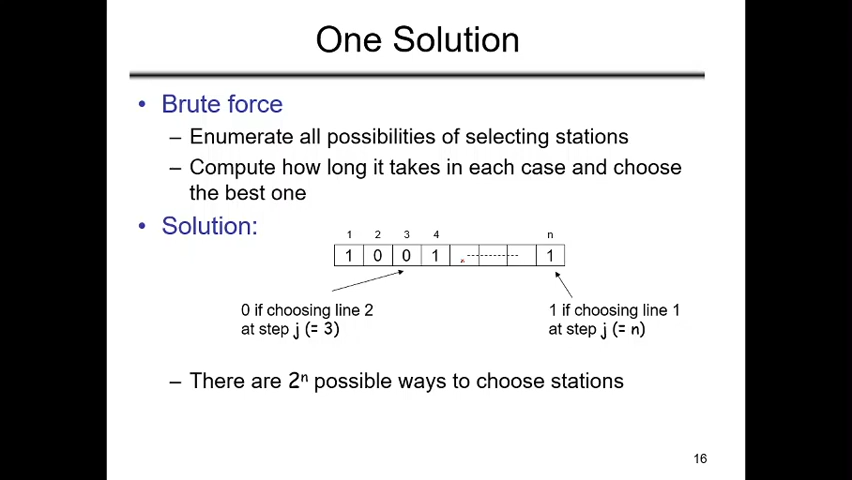 One Solution
• Brute force
– Enumerate all possibilities of selecting stations
– Compute how long it takes in each case and choose
the best one
• Solution:
1 2 3 4 n
1 0 0 1 1
0 if choosing line 2
at step j (= 3)
1 if choosing line 1
at step j (= n)
– There are 2ⁿ possible ways to choose stations
16